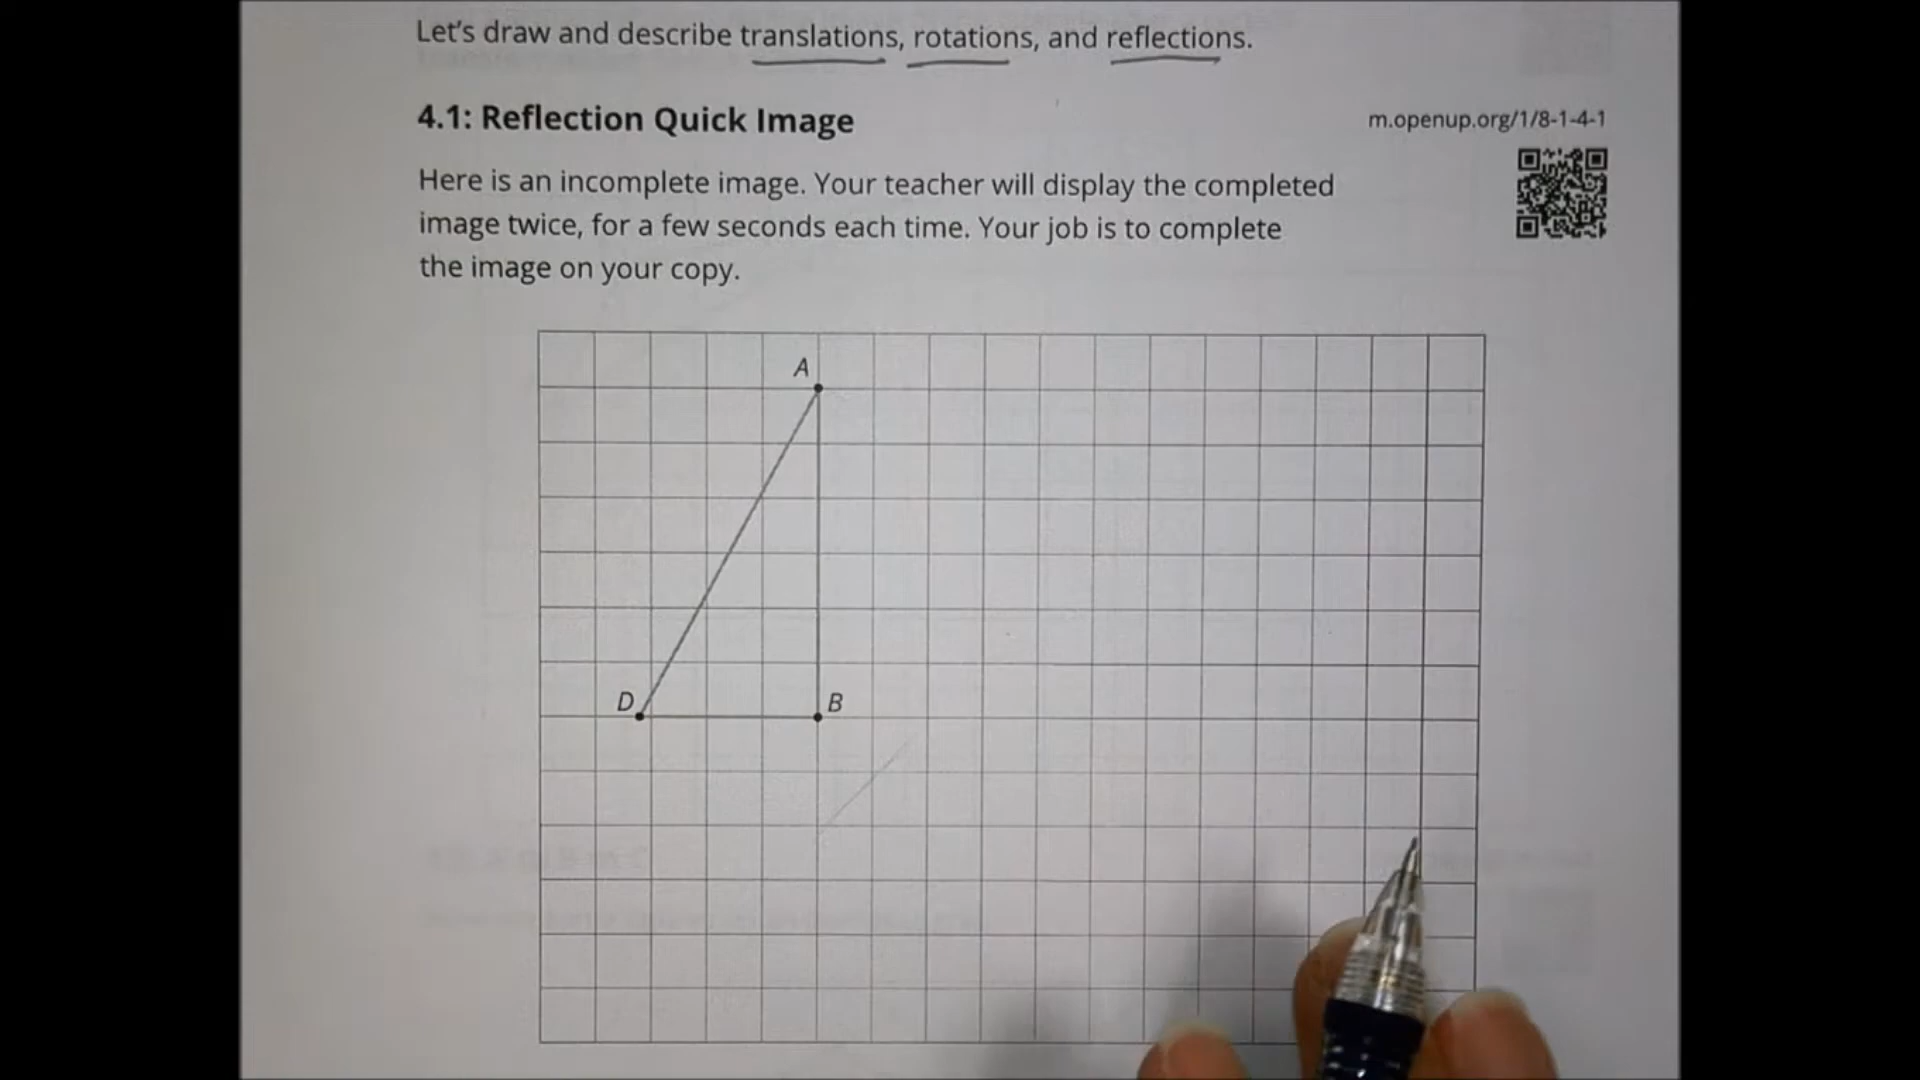 Let's draw and describe translations, rotations, and reflections.
4.1: Reflection Quick Image
m.openup.org/1/8-1-4-1
Here is an incomplete image. Your teacher will display the completed
image twice, for a few seconds each time. Your job is to complete
the image on your copy.
A
D
B